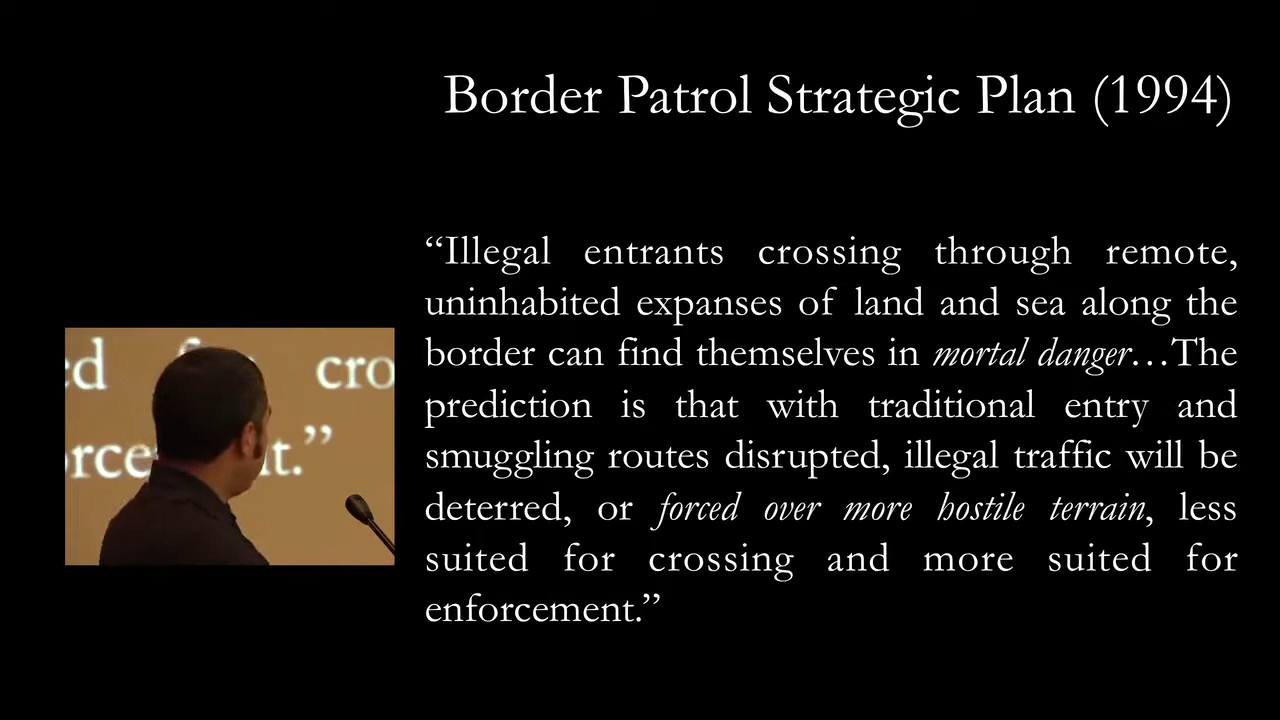 Border Patrol Strategic Plan (1994)
“Illegal entrants crossing through remote,
uninhabited expanses of land and sea along the
border can find themselves in mortal danger…The
prediction is that with traditional entry and
smuggling routes disrupted, illegal traffic will be
deterred, or forced over more hostile terrain, less
suited for crossing and more suited for
enforcement.”